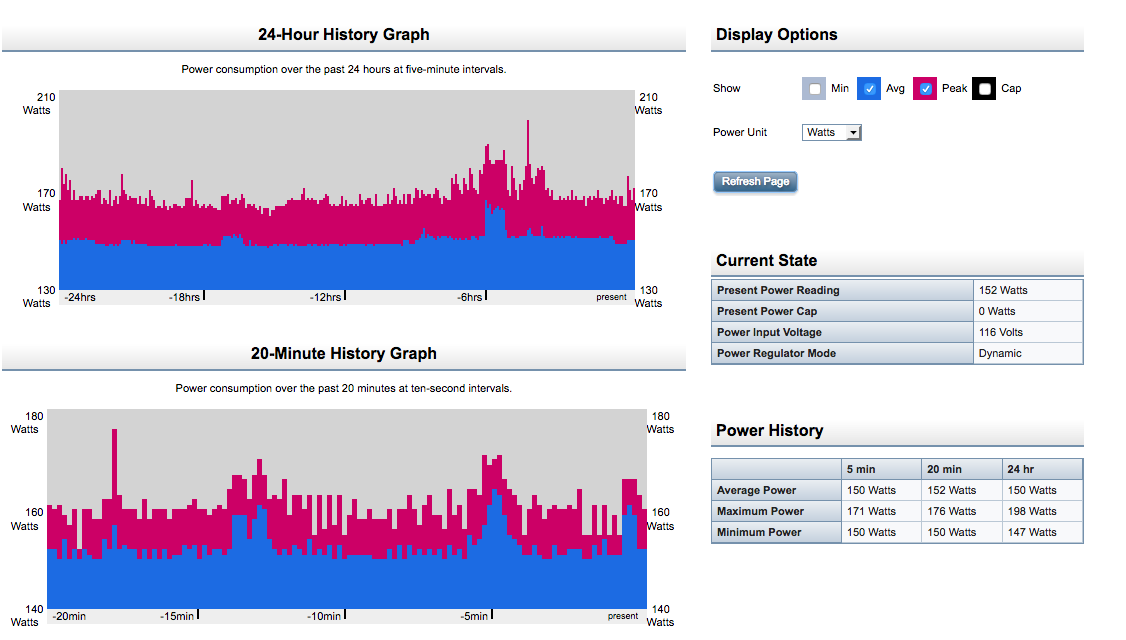 24-Hour History Graph
Power consumption over the past 24 hours at five-minute intervals.
210
Watts
210
Watts
170
Watts
170
Watts
130
Watts
130
Watts
-24hrs
-18hrs
-12hrs
-6hrs
present
20-Minute History Graph
Power consumption over the past 20 minutes at ten-second intervals.
180
Watts
180
Watts
160
Watts
160
Watts
140
Watts
140
Watts
-20min
-15min
-10min
-5min
present
Display Options
Show Min Avg Peak Cap
Power Unit Watts
Refresh Page
Current State
Present Power Reading 152 Watts
Present Power Cap 0 Watts
Power Input Voltage 116 Volts
Power Regulator Mode Dynamic
Power History
5 min 20 min 24 hr
Average Power 150 Watts 152 Watts 150 Watts
Maximum Power 171 Watts 176 Watts 198 Watts
Minimum Power 150 Watts 150 Watts 147 Watts